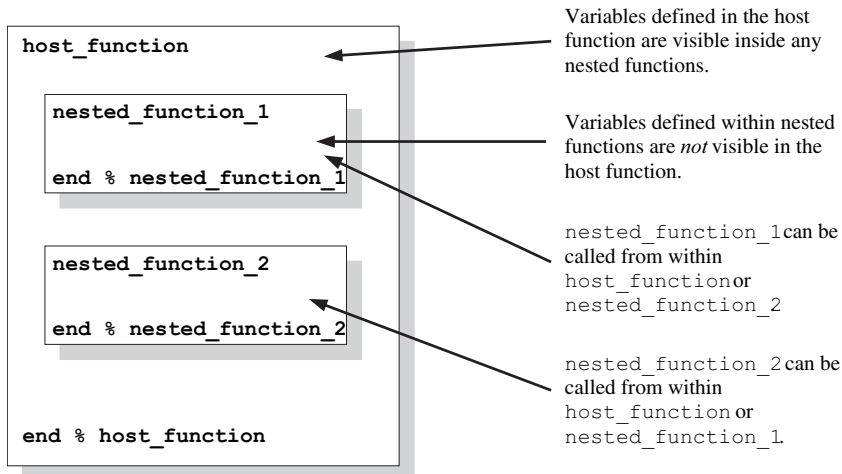 host_function
nested_function_1
end % nested_function_1
nested_function_2
end % nested_function_2
end % host_function
Variables defined in the host
function are visible inside any
nested functions.
Variables defined within nested
functions are not visible in the
host function.
nested_function_1 can be
called from within
host_function or
nested_function_2
nested_function_2 can be
called from within
host_function or
nested_function_1.